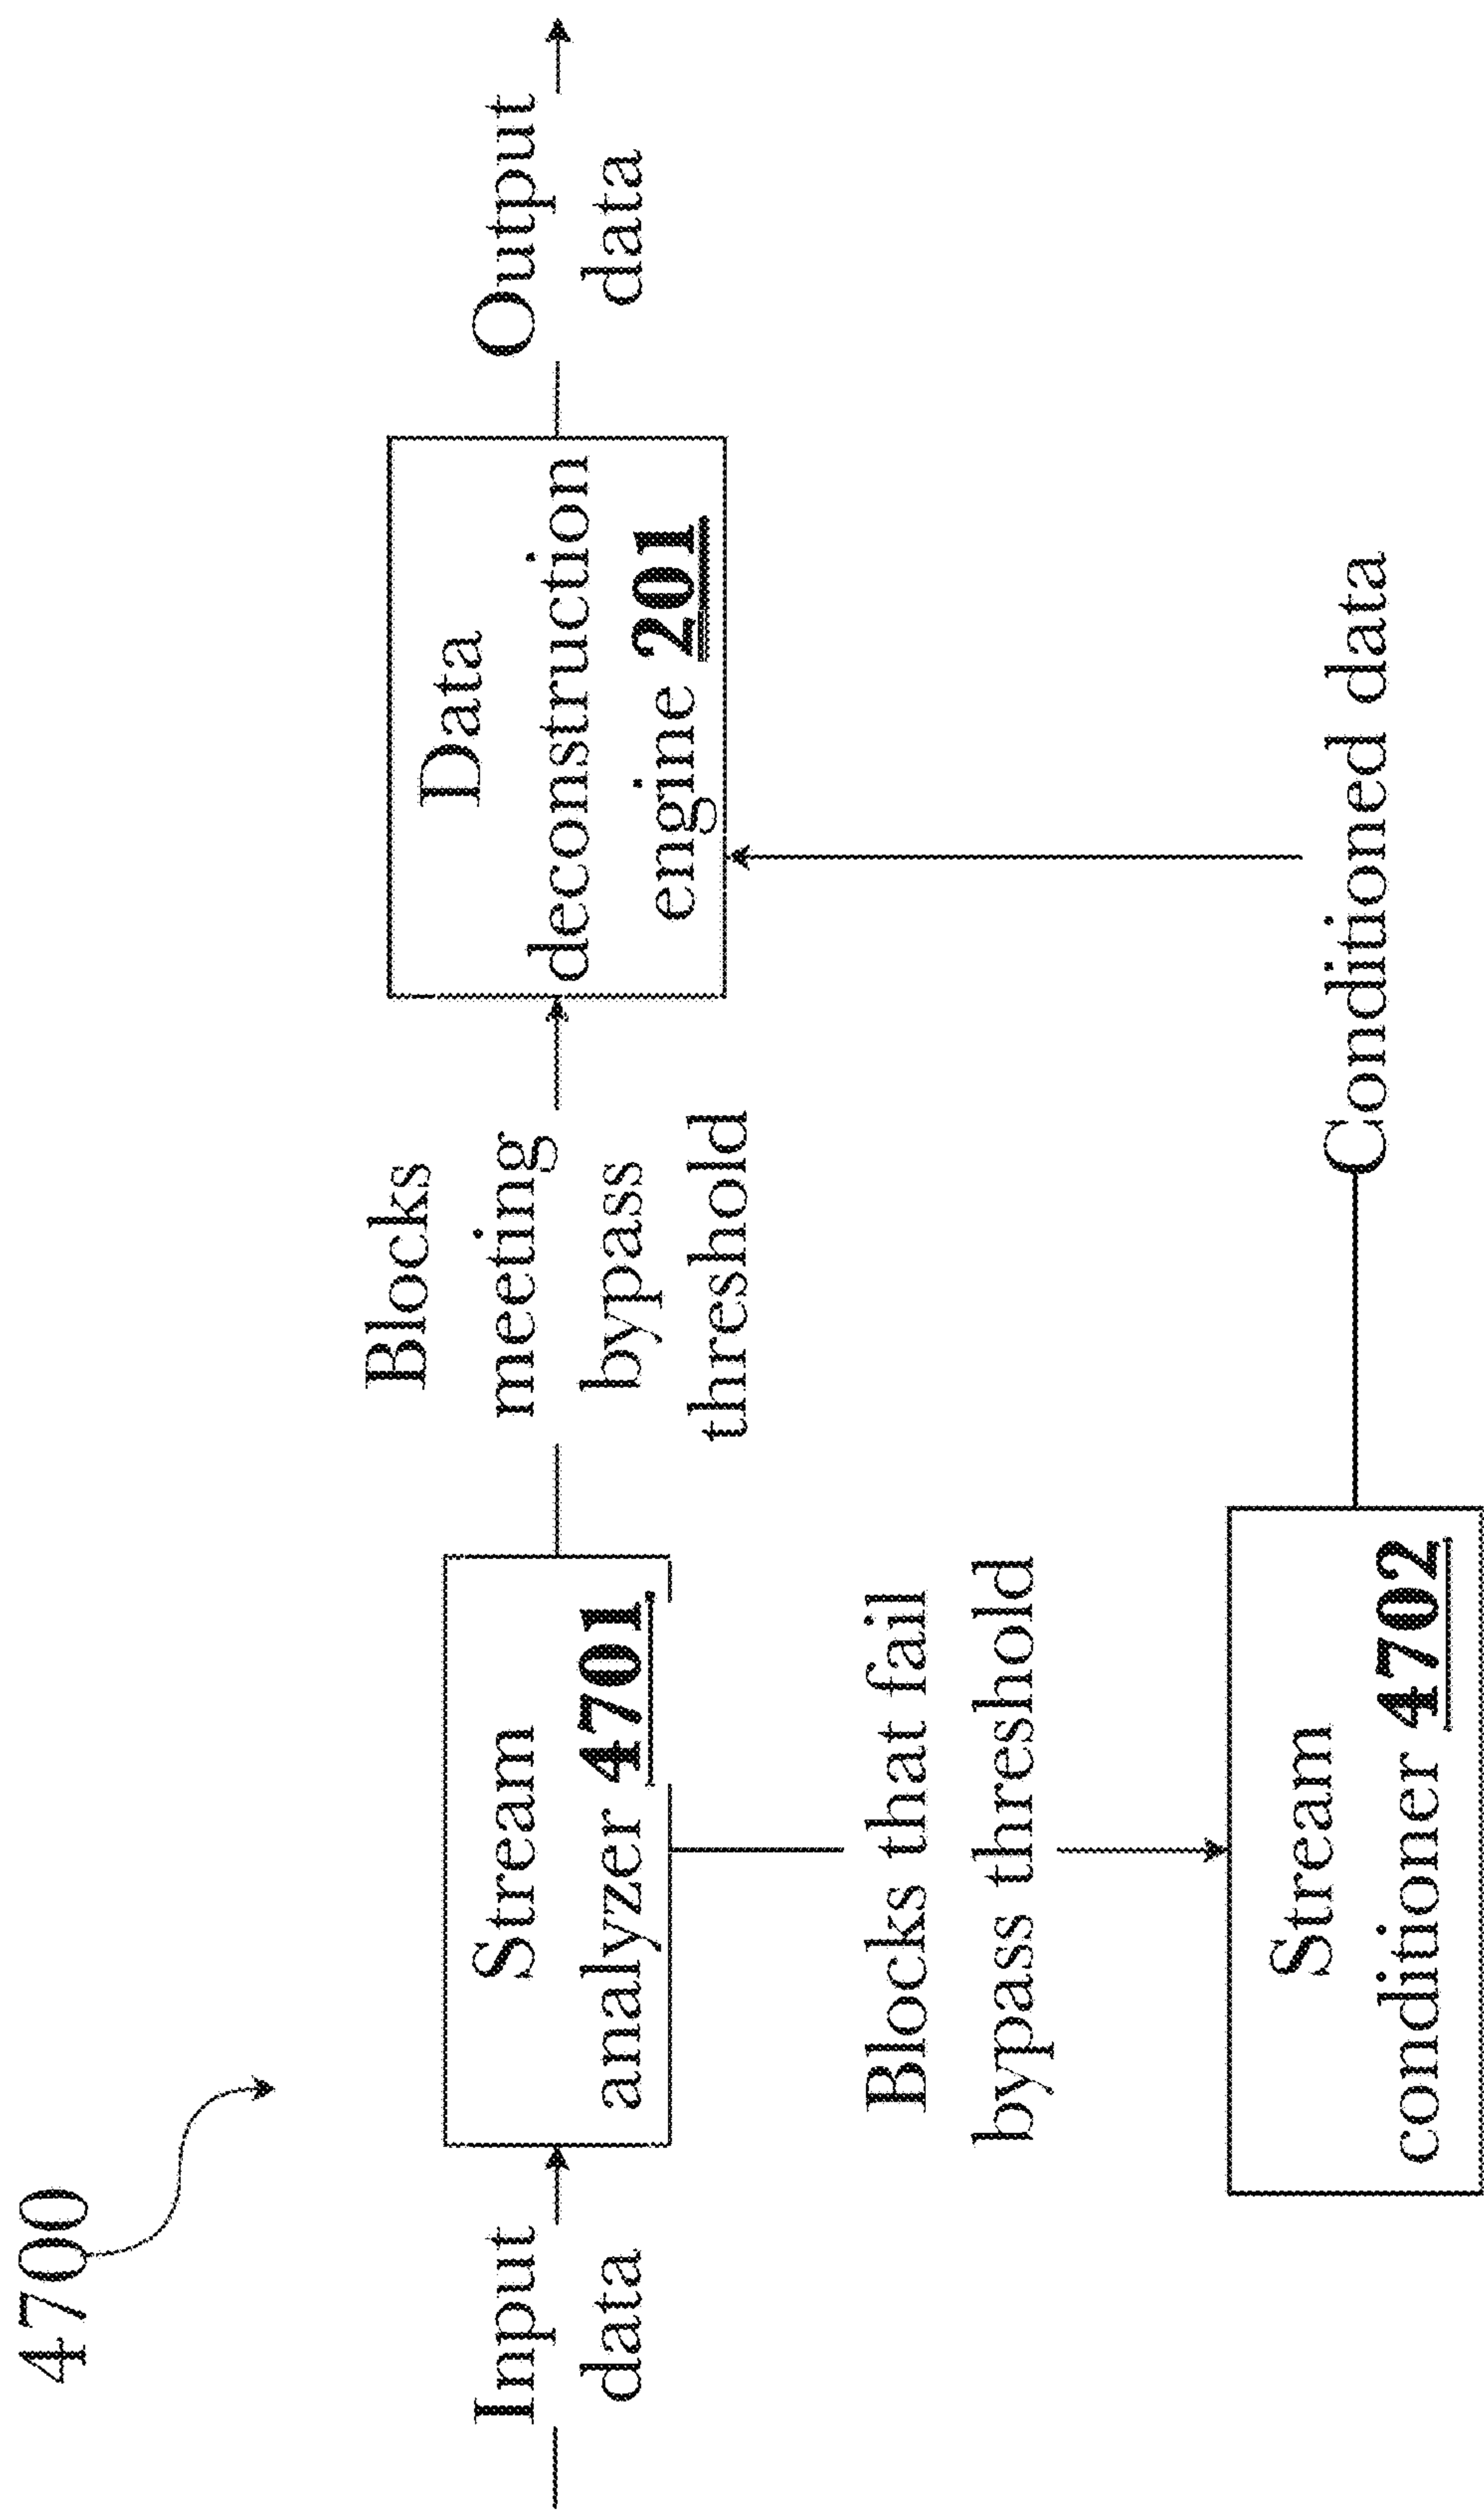 4700
Input
data
Stream
analyzer 4701
Blocks
meeting
bypass
threshold
Data
deconstruction
engine 201
Output
data
Blocks that fail
bypass threshold
Stream
conditioner 4702
Conditioned data